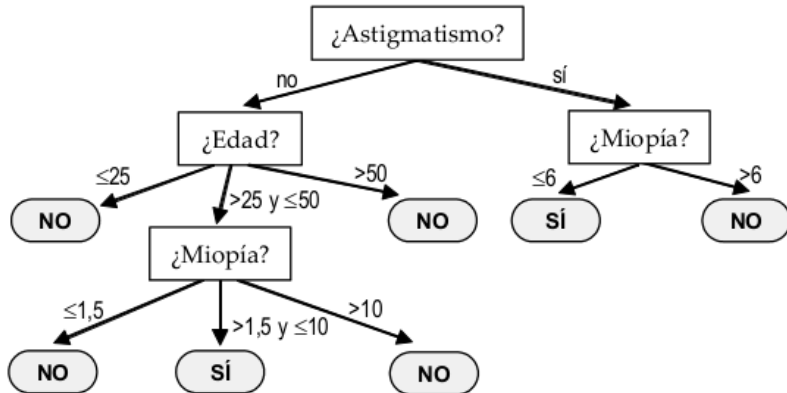 ¿Astigmatismo?
no
sí
¿Edad?
¿Miopía?
≤25
>50
≤6
>6
>25 y ≤50
NO
NO
SÍ
NO
¿Miopía?
≤1,5
>1,5 y ≤10
>10
NO
SÍ
NO